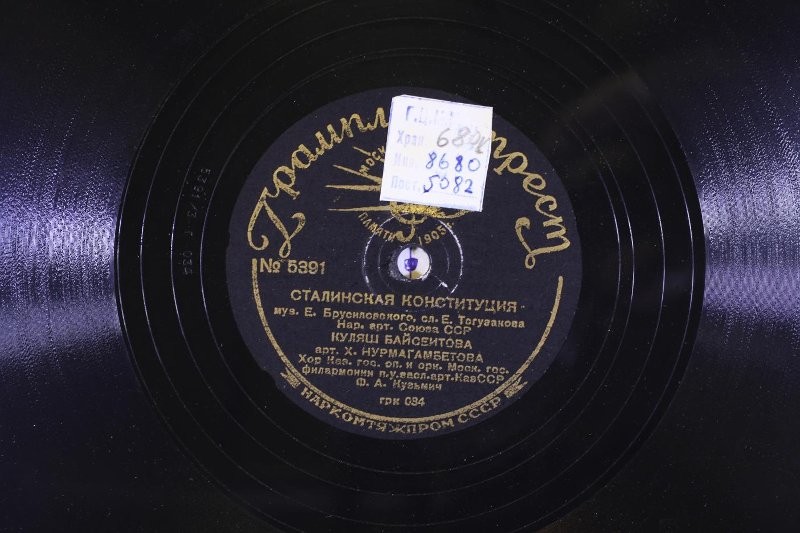 Г.Ц.М.
Хран. 684
Инв. 8680
Пост. 5082
МОСК
ПАМЯТИ 1905 г.
№ 5391
СТАЛИНСКАЯ КОНСТИТУЦИЯ
муз. Е. Брусиловского, сл. Е. Тогузакова
Нар. арт. Союза ССР
КУЛЯШ БАЙСЕИТОВА
арт. Х. НУРМАГАМБЕТОВА
Хор Каз. гос. оп. и орк. Моск. гос.
филармонии п.у. засл. арт. КазССР
Ф. А. Кузьмич
грк 034
НАРКОМТЯЖПРОМ СССР